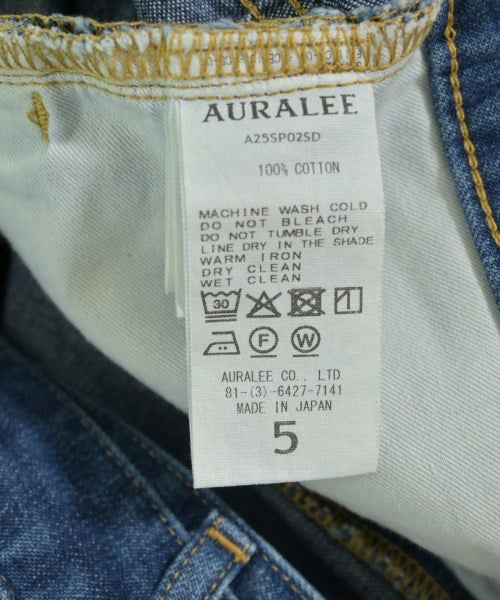 AURALEE
A25SP02SD
100% COTTON
MACHINE WASH COLD
DO NOT BLEACH
DO NOT TUMBLE DRY
LINE DRY IN THE SHADE
WARM IRON
DRY CLEAN
WET CLEAN
30
F W
AURALEE CO., LTD
81-(3)-6427-7141
MADE IN JAPAN
5